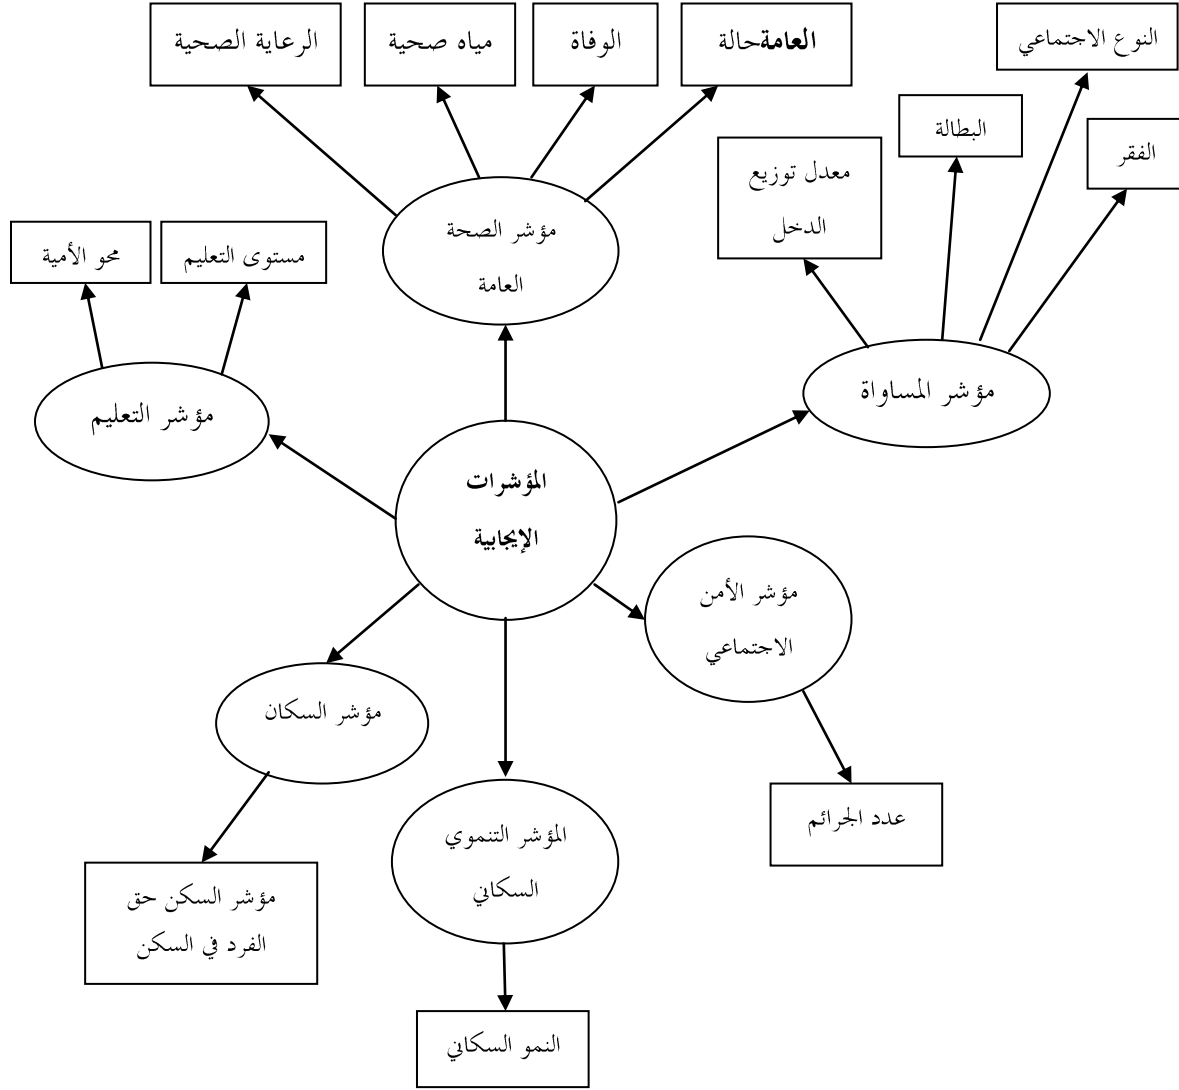 النوع الاجتماعي
العامةحالة
الوفاة
مياه صحية
الرعاية الصحية
البطالة
الفقر
معدل توزيع
الدخل
مؤشر الصحة
العامة
مستوى التعليم
محو الأمية
مؤشر المساواة
مؤشر التعليم
المؤشرات
الإيجابية
مؤشر الأمن
الاجتماعي
مؤشر السكان
عدد الجرائم
المؤشر التنموي
السكاني
مؤشر السكن حق
الفرد في السكن
النمو السكاني